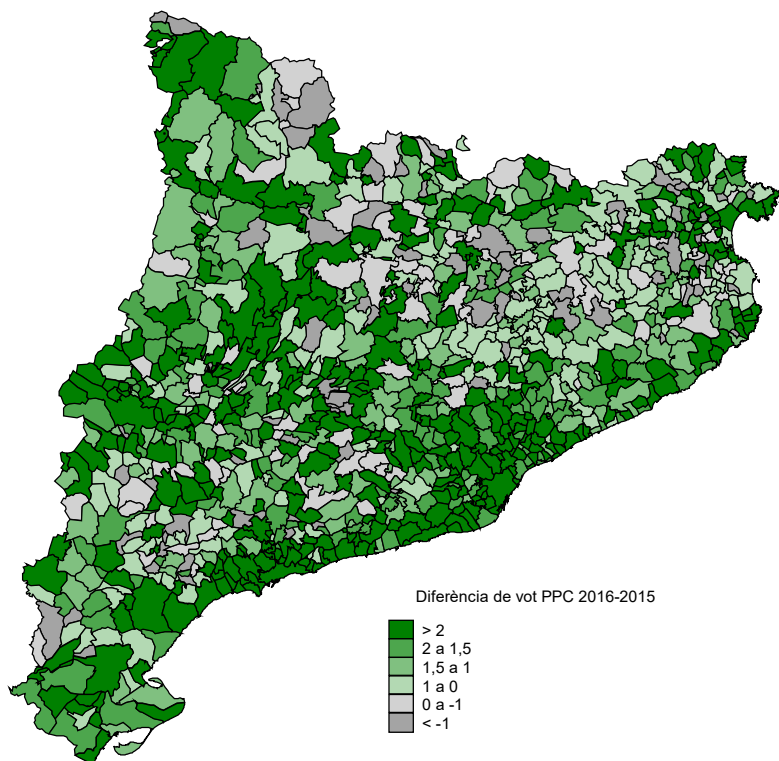 Diferència de vot PPC 2016-2015
> 2
2 a 1,5
1,5 a 1
1 a 0
0 a -1
< -1